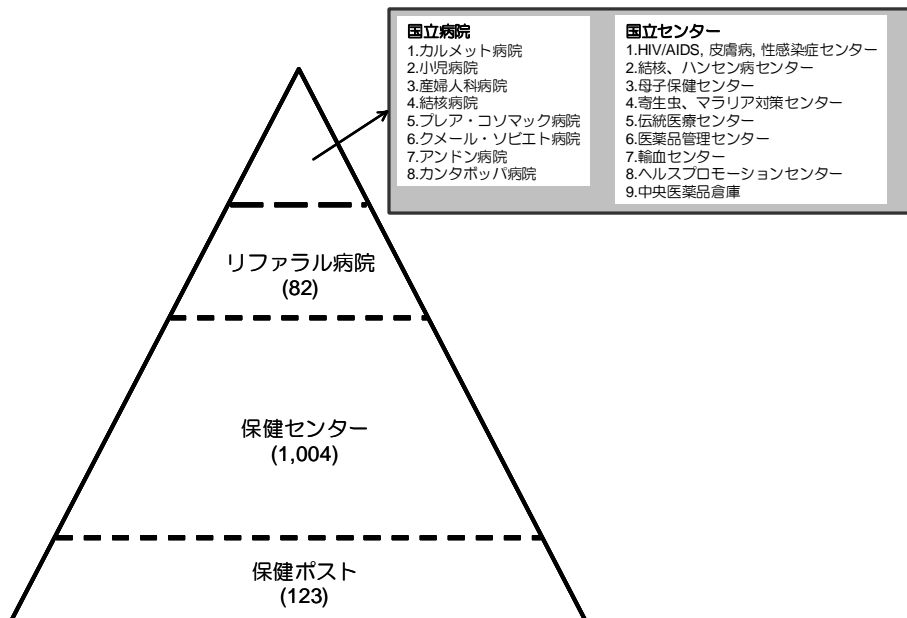 国立病院
1.カルメット病院
2.小児病院
3.産婦人科病院
4.結核病院
5.プレア・コソマック病院
6.クメール・ソビエト病院
7.アンドン病院
8.カンタボッパ病院
国立センター
1.HIV/AIDS, 皮膚病, 性感染症センター
2.結核、ハンセン病センター
3.母子保健センター
4.寄生虫、マラリア対策センター
5.伝統医療センター
6.医薬品管理センター
7.輸血センター
8.ヘルスプロモーションセンター
9.中央医薬品倉庫
リファラル病院
(82)
保健センター
(1,004)
保健ポスト
(123)